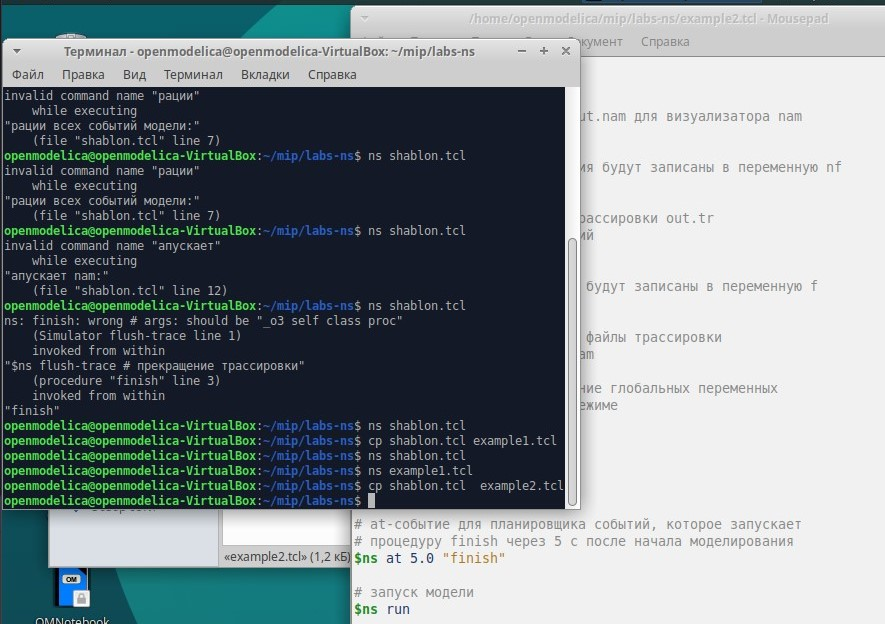 /home/openmodelica/mip/labs-ns/example2.tcl - Mousepad
Справка
Терминал - openmodelica@openmodelica-VirtualBox: ~/mip/labs-ns
Файл Правка Вид Терминал Вкладки Справка
invalid command name "рации"
while executing
"рации всех событий модели:"
(file "shablon.tcl" line 7)
openmodelica@openmodelica-VirtualBox:~/mip/labs-ns$ ns shablon.tcl
invalid command name "рации"
while executing
"рации всех событий модели:"
(file "shablon.tcl" line 7)
openmodelica@openmodelica-VirtualBox:~/mip/labs-ns$ ns shablon.tcl
invalid command name "апускает"
while executing
"апускает nam:"
(file "shablon.tcl" line 12)
openmodelica@openmodelica-VirtualBox:~/mip/labs-ns$ ns shablon.tcl
ns: finish: wrong # args: should be "_o3 self class proc"
(Simulator flush-trace line 1)
invoked from within
"$ns flush-trace # прекращение трассировки"
(procedure "finish" line 3)
invoked from within
"finish"
openmodelica@openmodelica-VirtualBox:~/mip/labs-ns$ ns shablon.tcl
openmodelica@openmodelica-VirtualBox:~/mip/labs-ns$ cp shablon.tcl example1.tcl
openmodelica@openmodelica-VirtualBox:~/mip/labs-ns$ ns shablon.tcl
openmodelica@openmodelica-VirtualBox:~/mip/labs-ns$ ns example1.tcl
openmodelica@openmodelica-VirtualBox:~/mip/labs-ns$ cp shablon.tcl  example2.tcl
openmodelica@openmodelica-VirtualBox:~/mip/labs-ns$
ut.nam для визуализатора nam
ия будут записаны в переменную nf
рассировки out.tr
ий
будут записаны в переменную f
файлы трассировки
am
ние глобальных переменных
ежиме
# at-событие для планировщика событий, которое запускает
# процедуру finish через 5 с после начала моделирования
$ns at 5.0 "finish"
# запуск модели
$ns run
«example2.tcl» (1,2 кБ)
OM
OMNotebook